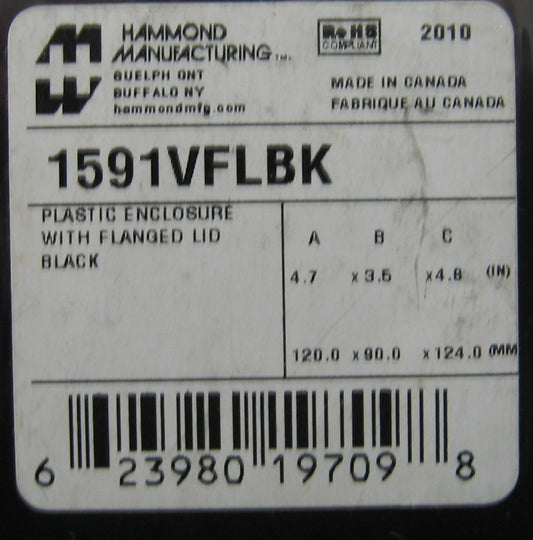 HAMMOND
MANUFACTURING™
GUELPH ONT
BUFFALO NY
hammondmfg.com
RoHS
COMPLIANT
2010
MADE IN CANADA
FABRIQUE AU CANADA
1591VFLBK
PLASTIC ENCLOSURE
WITH FLANGED LID
BLACK
A B C
4.7 x 3.5 x 4.8 (IN)
120.0 x 90.0 x 124.0 (MM
6 23980 19709 8